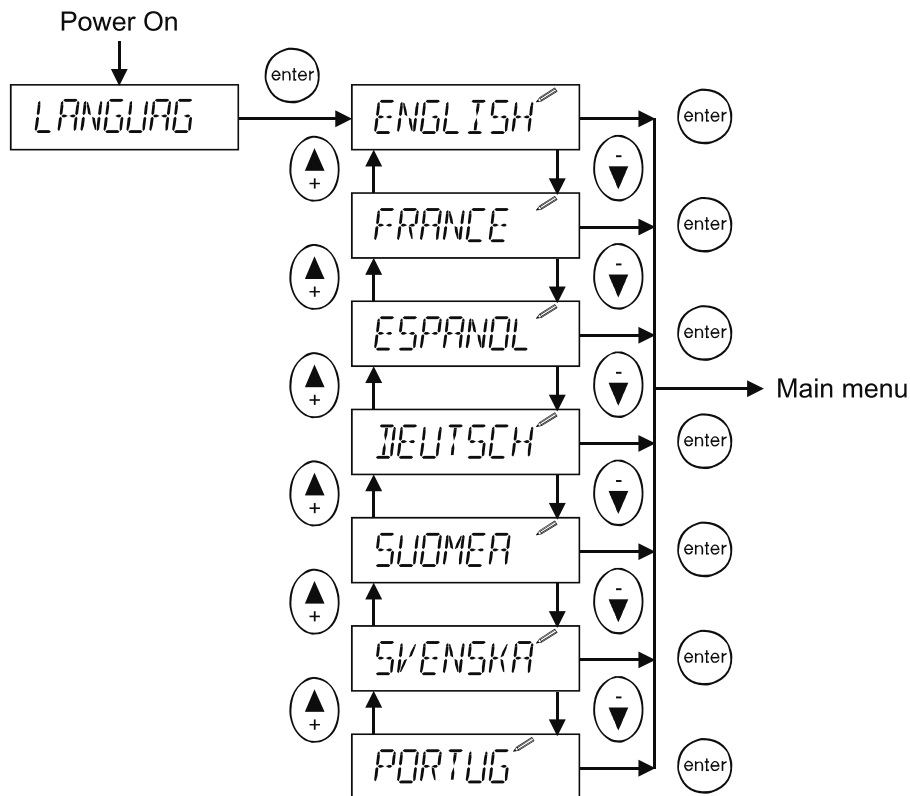 Power On
enter
LANGUAG
ENGLISH
enter
+
-
FRANCE
enter
+
-
ESPANOL
enter
+
-
Main menu
DEUTSCH
enter
+
-
SUOMEA
enter
+
-
SVENSKA
enter
+
-
PORTUG
enter